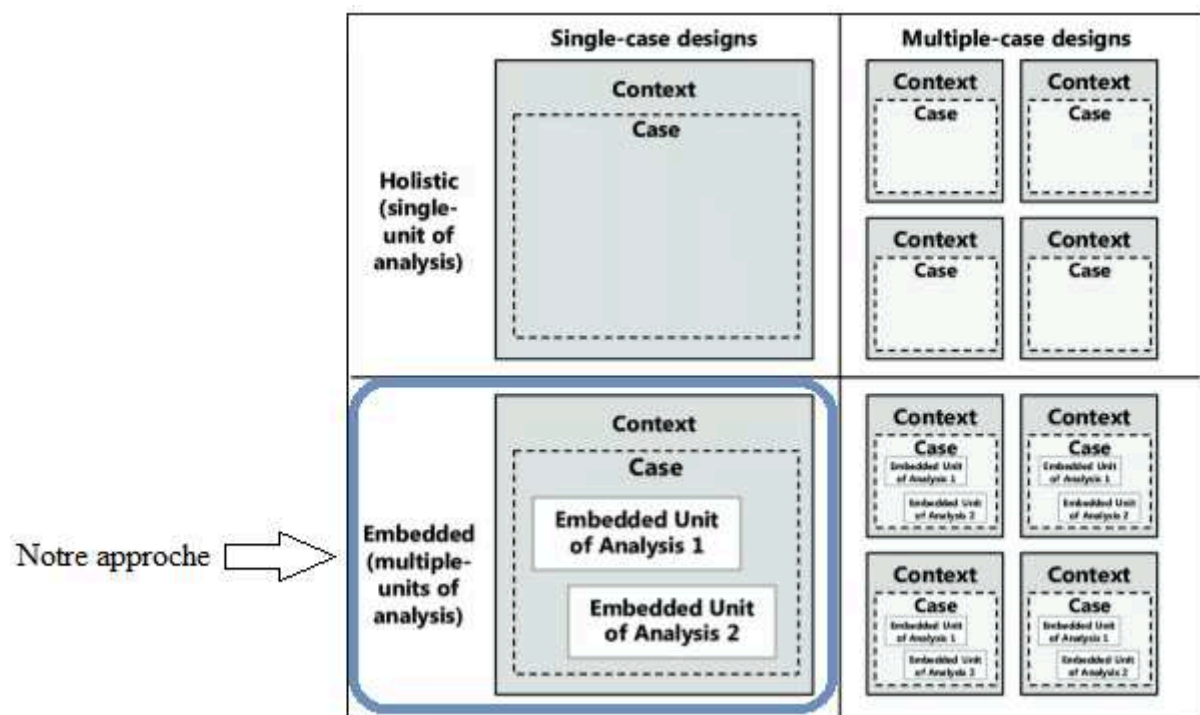 Single-case designs
Multiple-case designs
Holistic
(single-
unit of
analysis)
Context
Case
Context
Case
Context
Case
Context
Case
Context
Case
Notre approche
Embedded
(multiple-
units of
analysis)
Context
Case
Embedded Unit
of Analysis 1
Embedded Unit
of Analysis 2
Context
Case
Embedded Unit
of Analysis 1
Embedded Unit
of Analysis 2
Context
Case
Embedded Unit
of Analysis 1
Embedded Unit
of Analysis 2
Context
Case
Embedded Unit
of Analysis 1
Embedded Unit
of Analysis 2
Context
Case
Embedded Unit
of Analysis 1
Embedded Unit
of Analysis 2